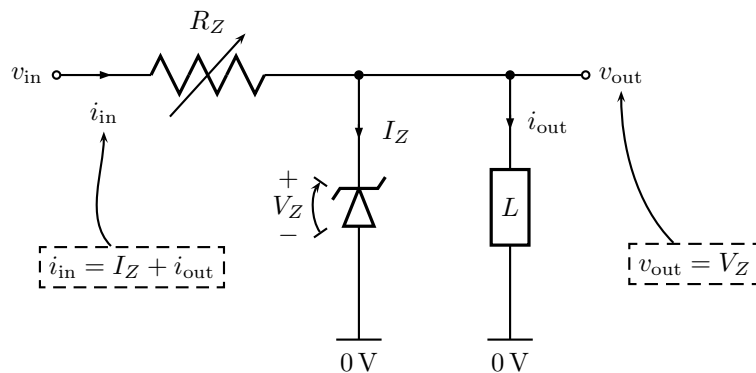 R_Z
v_in
v_out
i_in
I_Z
i_out
+
V_Z
−
L
i_in = I_Z + i_out
v_out = V_Z
0 V
0 V